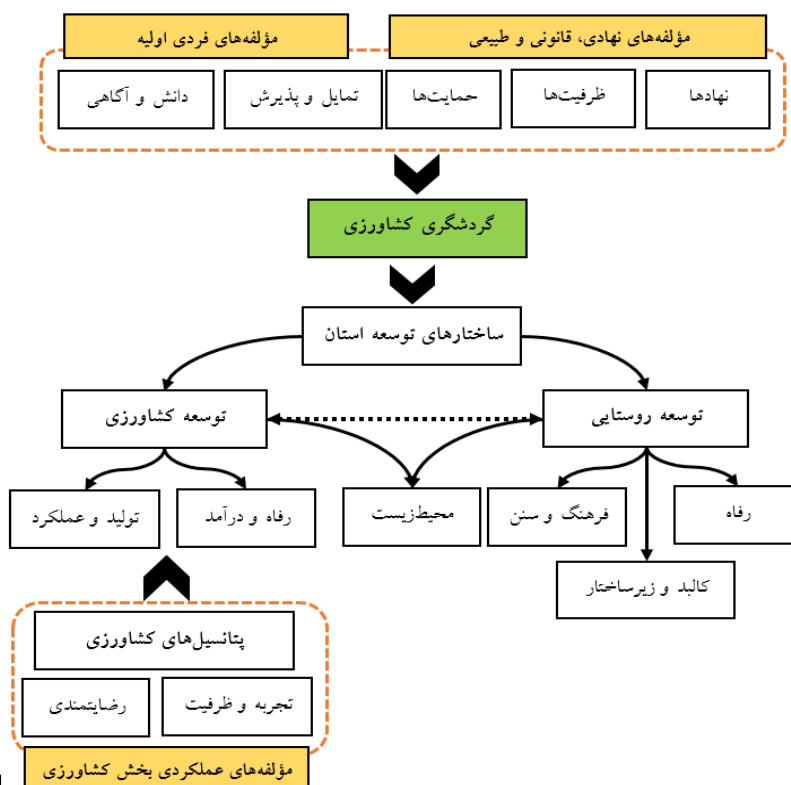 مؤلفه‌های نهادی، قانونی و طبیعی
مؤلفه‌های فردی اولیه
نهادها
ظرفیت‌ها
حمایت‌ها
تمایل و پذیرش
دانش و آگاهی
گردشگری کشاورزی
ساختارهای توسعه استان
توسعه روستایی
توسعه کشاورزی
رفاه
فرهنگ و سنن
محیط‌زیست
رفاه و درآمد
تولید و عملکرد
کالبد و زیرساختار
پتانسیل‌های کشاورزی
تجربه و ظرفیت
رضایتمندی
مؤلفه‌های عملکردی بخش کشاورزی